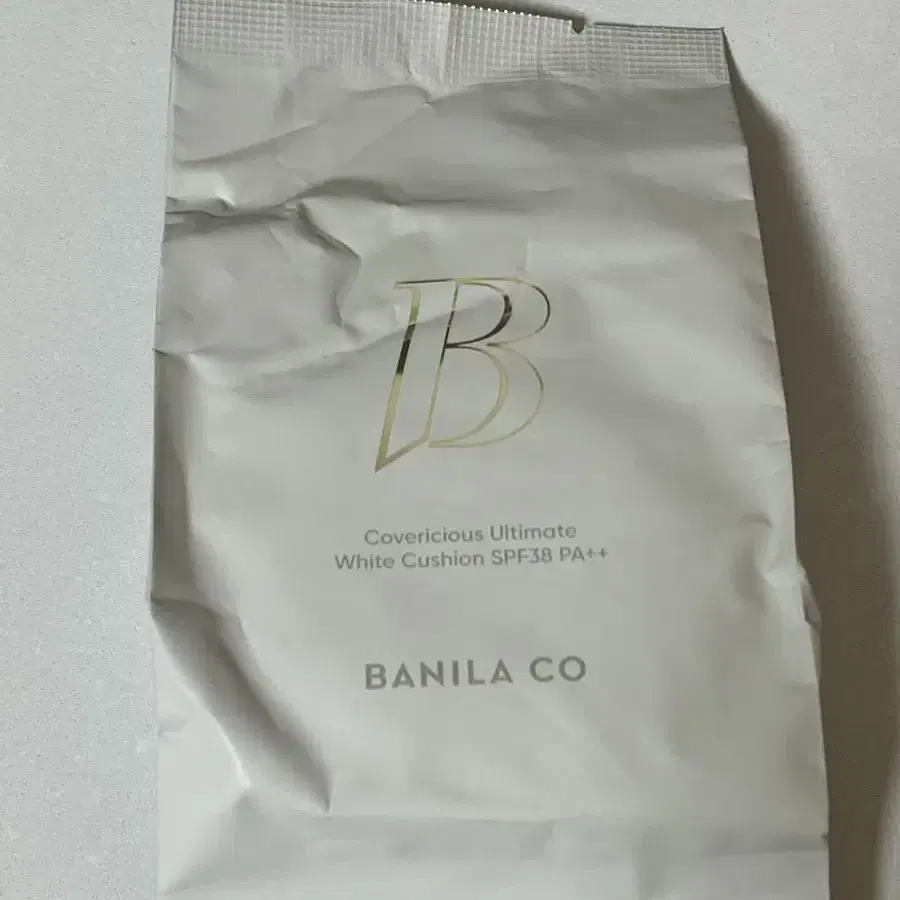 B
Covericious Ultimate
White Cushion SPF38 PA++
BANILA CO